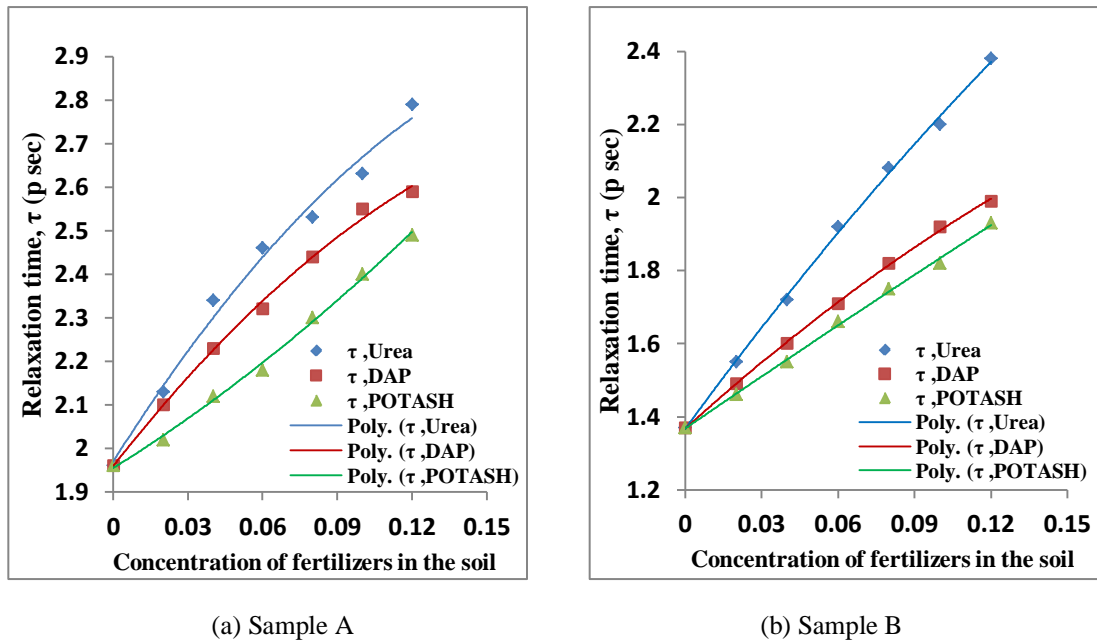 2.9
2.8
2.7
2.6
2.5
2.4
2.3
2.2
2.1
2
1.9
0
0.03
0.06
0.09
0.12
0.15
Relaxation time, τ (p sec)
Concentration of fertilizers in the soil
τ ,Urea
τ ,DAP
τ ,POTASH
Poly. (τ ,Urea)
Poly. (τ ,DAP)
Poly. (τ ,POTASH)
(a) Sample A
2.4
2.2
2
1.8
1.6
1.4
1.2
0
0.03
0.06
0.09
0.12
0.15
Relaxation time, τ (p sec)
Concentration of fertilizers in the soil
τ ,Urea
τ ,DAP
τ ,POTASH
Poly. (τ ,Urea)
Poly. (τ ,DAP)
Poly. (τ ,POTASH)
(b) Sample B